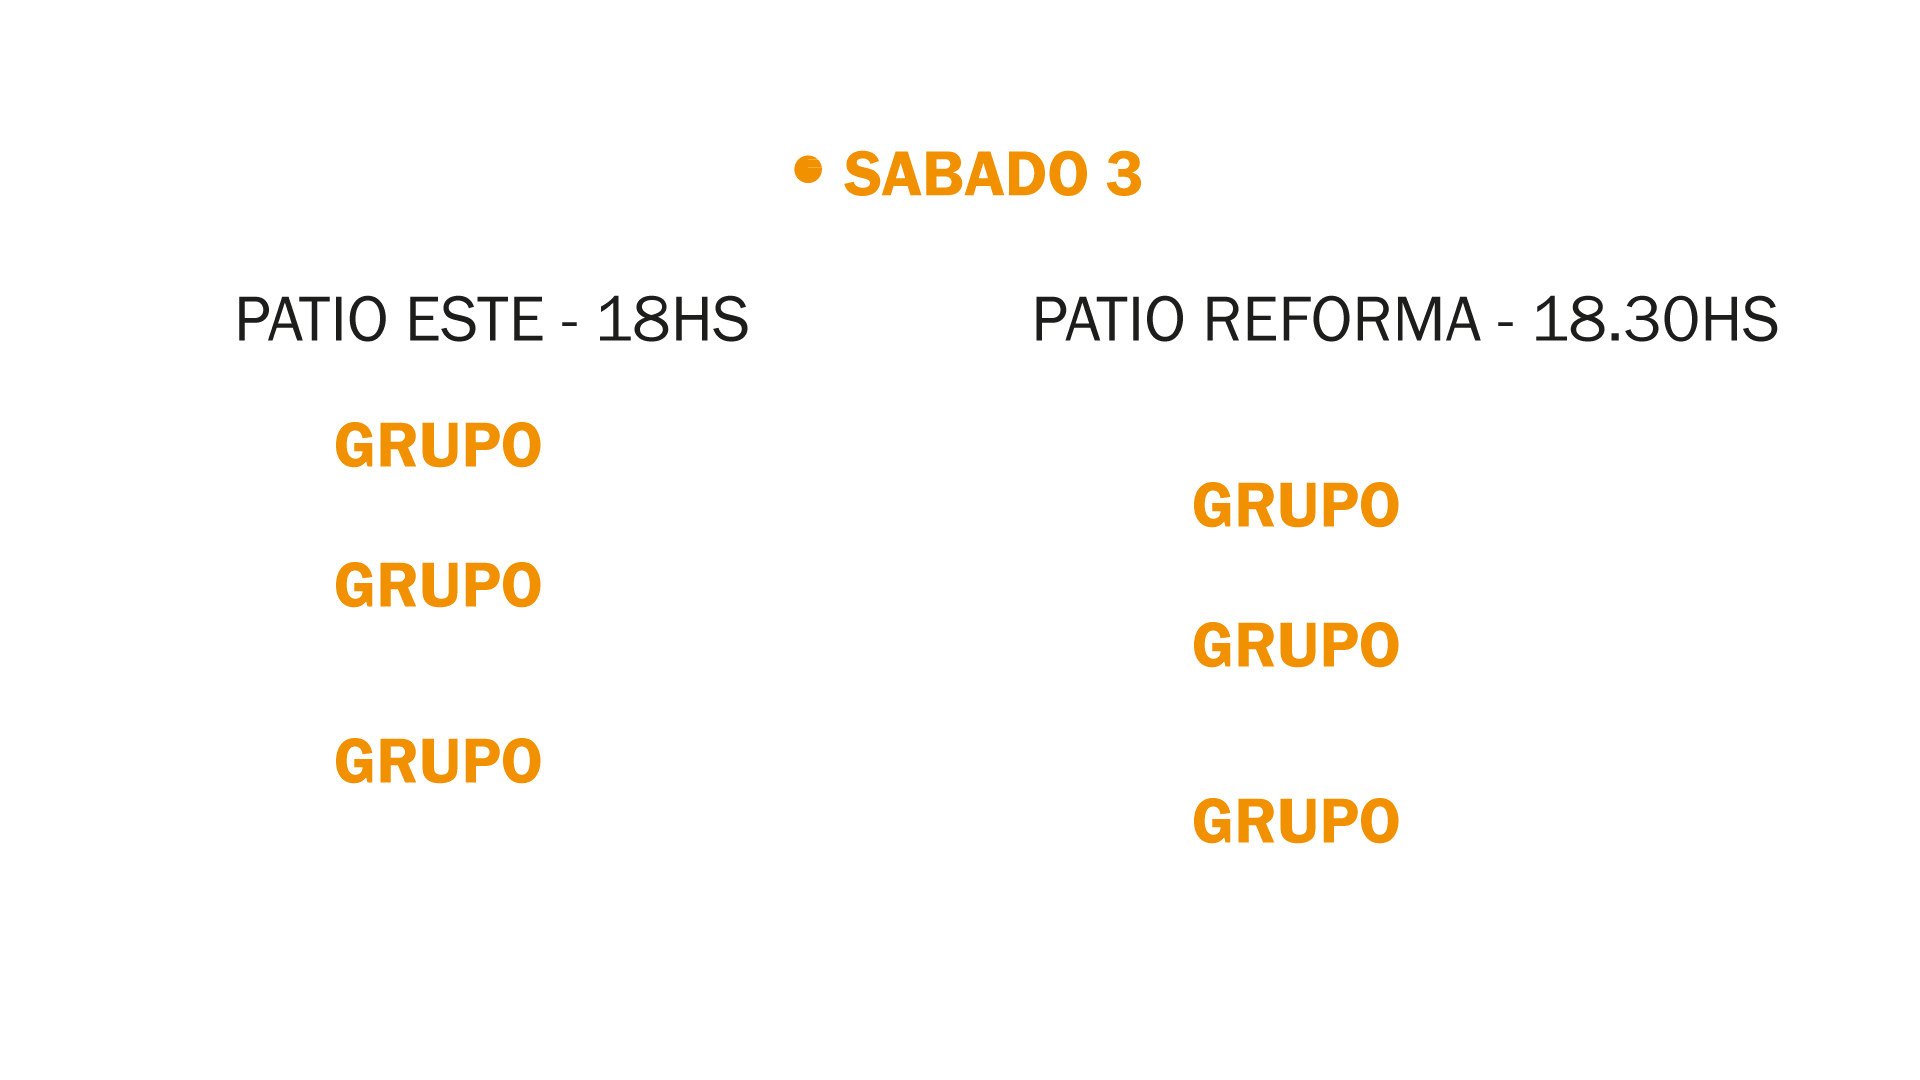 • SABADO 3
PATIO ESTE - 18HS
GRUPO
GRUPO
GRUPO
PATIO REFORMA - 18.30HS
GRUPO
GRUPO
GRUPO